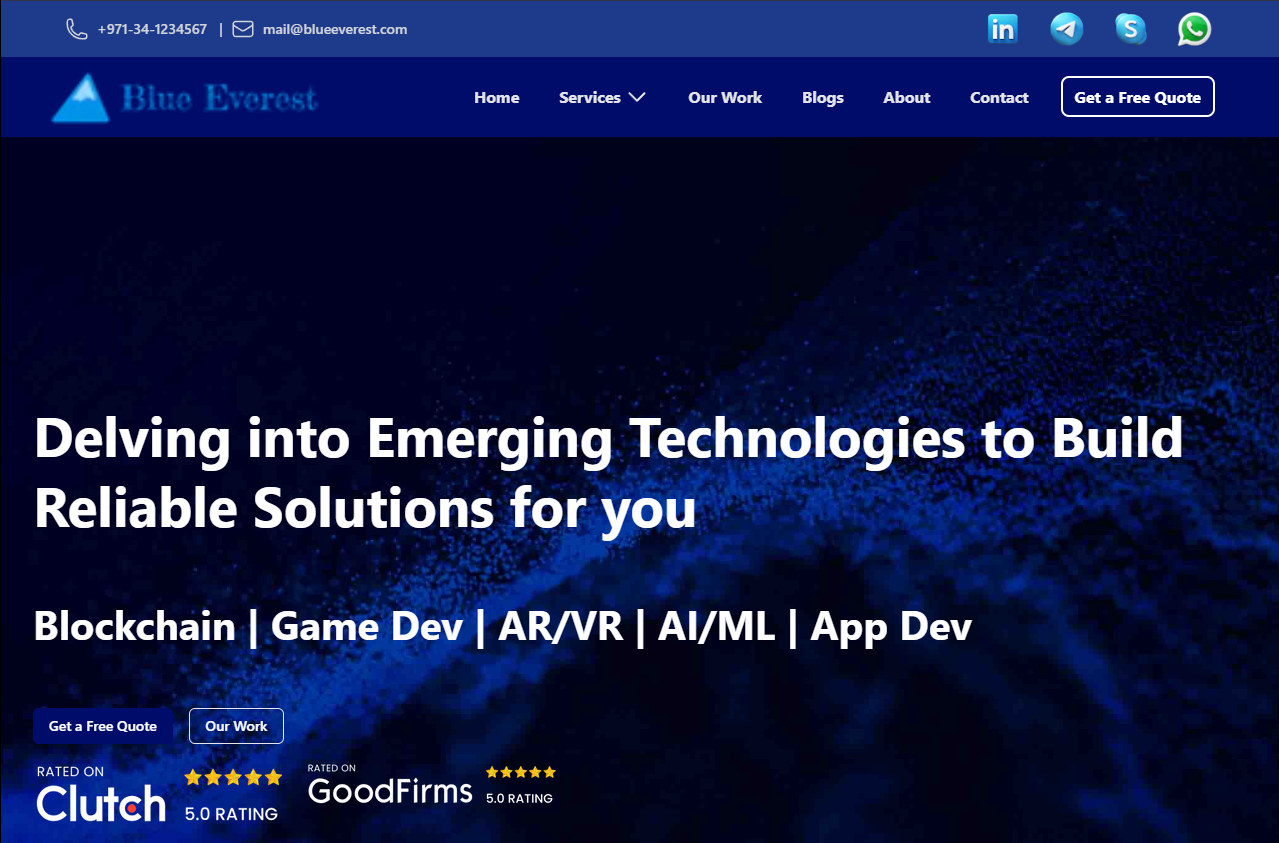 +971-34-1234567 | mail@blueeverest.com
in S
Blue Everest
Home Services Our Work Blogs About Contact Get a Free Quote
Delving into Emerging Technologies to Build
Reliable Solutions for you
Blockchain | Game Dev | AR/VR | AI/ML | App Dev
Get a Free Quote Our Work
RATED ON
Clutch
5.0 RATING
RATED ON
GoodFirms
5.0 RATING